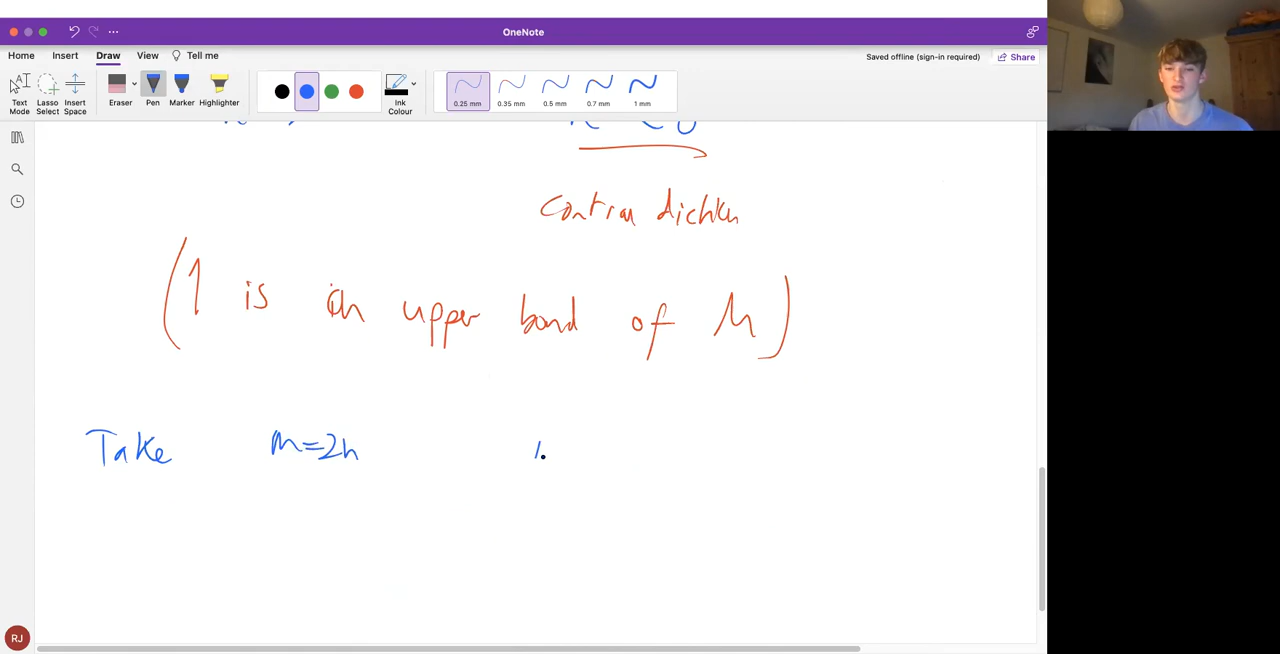 OneNote
Home Insert Draw View Tell me
Saved offline (sign-in required) Share
Text Mode Lasso Select Insert Space Eraser Pen Marker Highlighter Ink Colour 0.25 mm 0.35 mm 0.5 mm 0.7 mm 1 mm
(1 is an upper bond of M)
Take m=2n
RJ